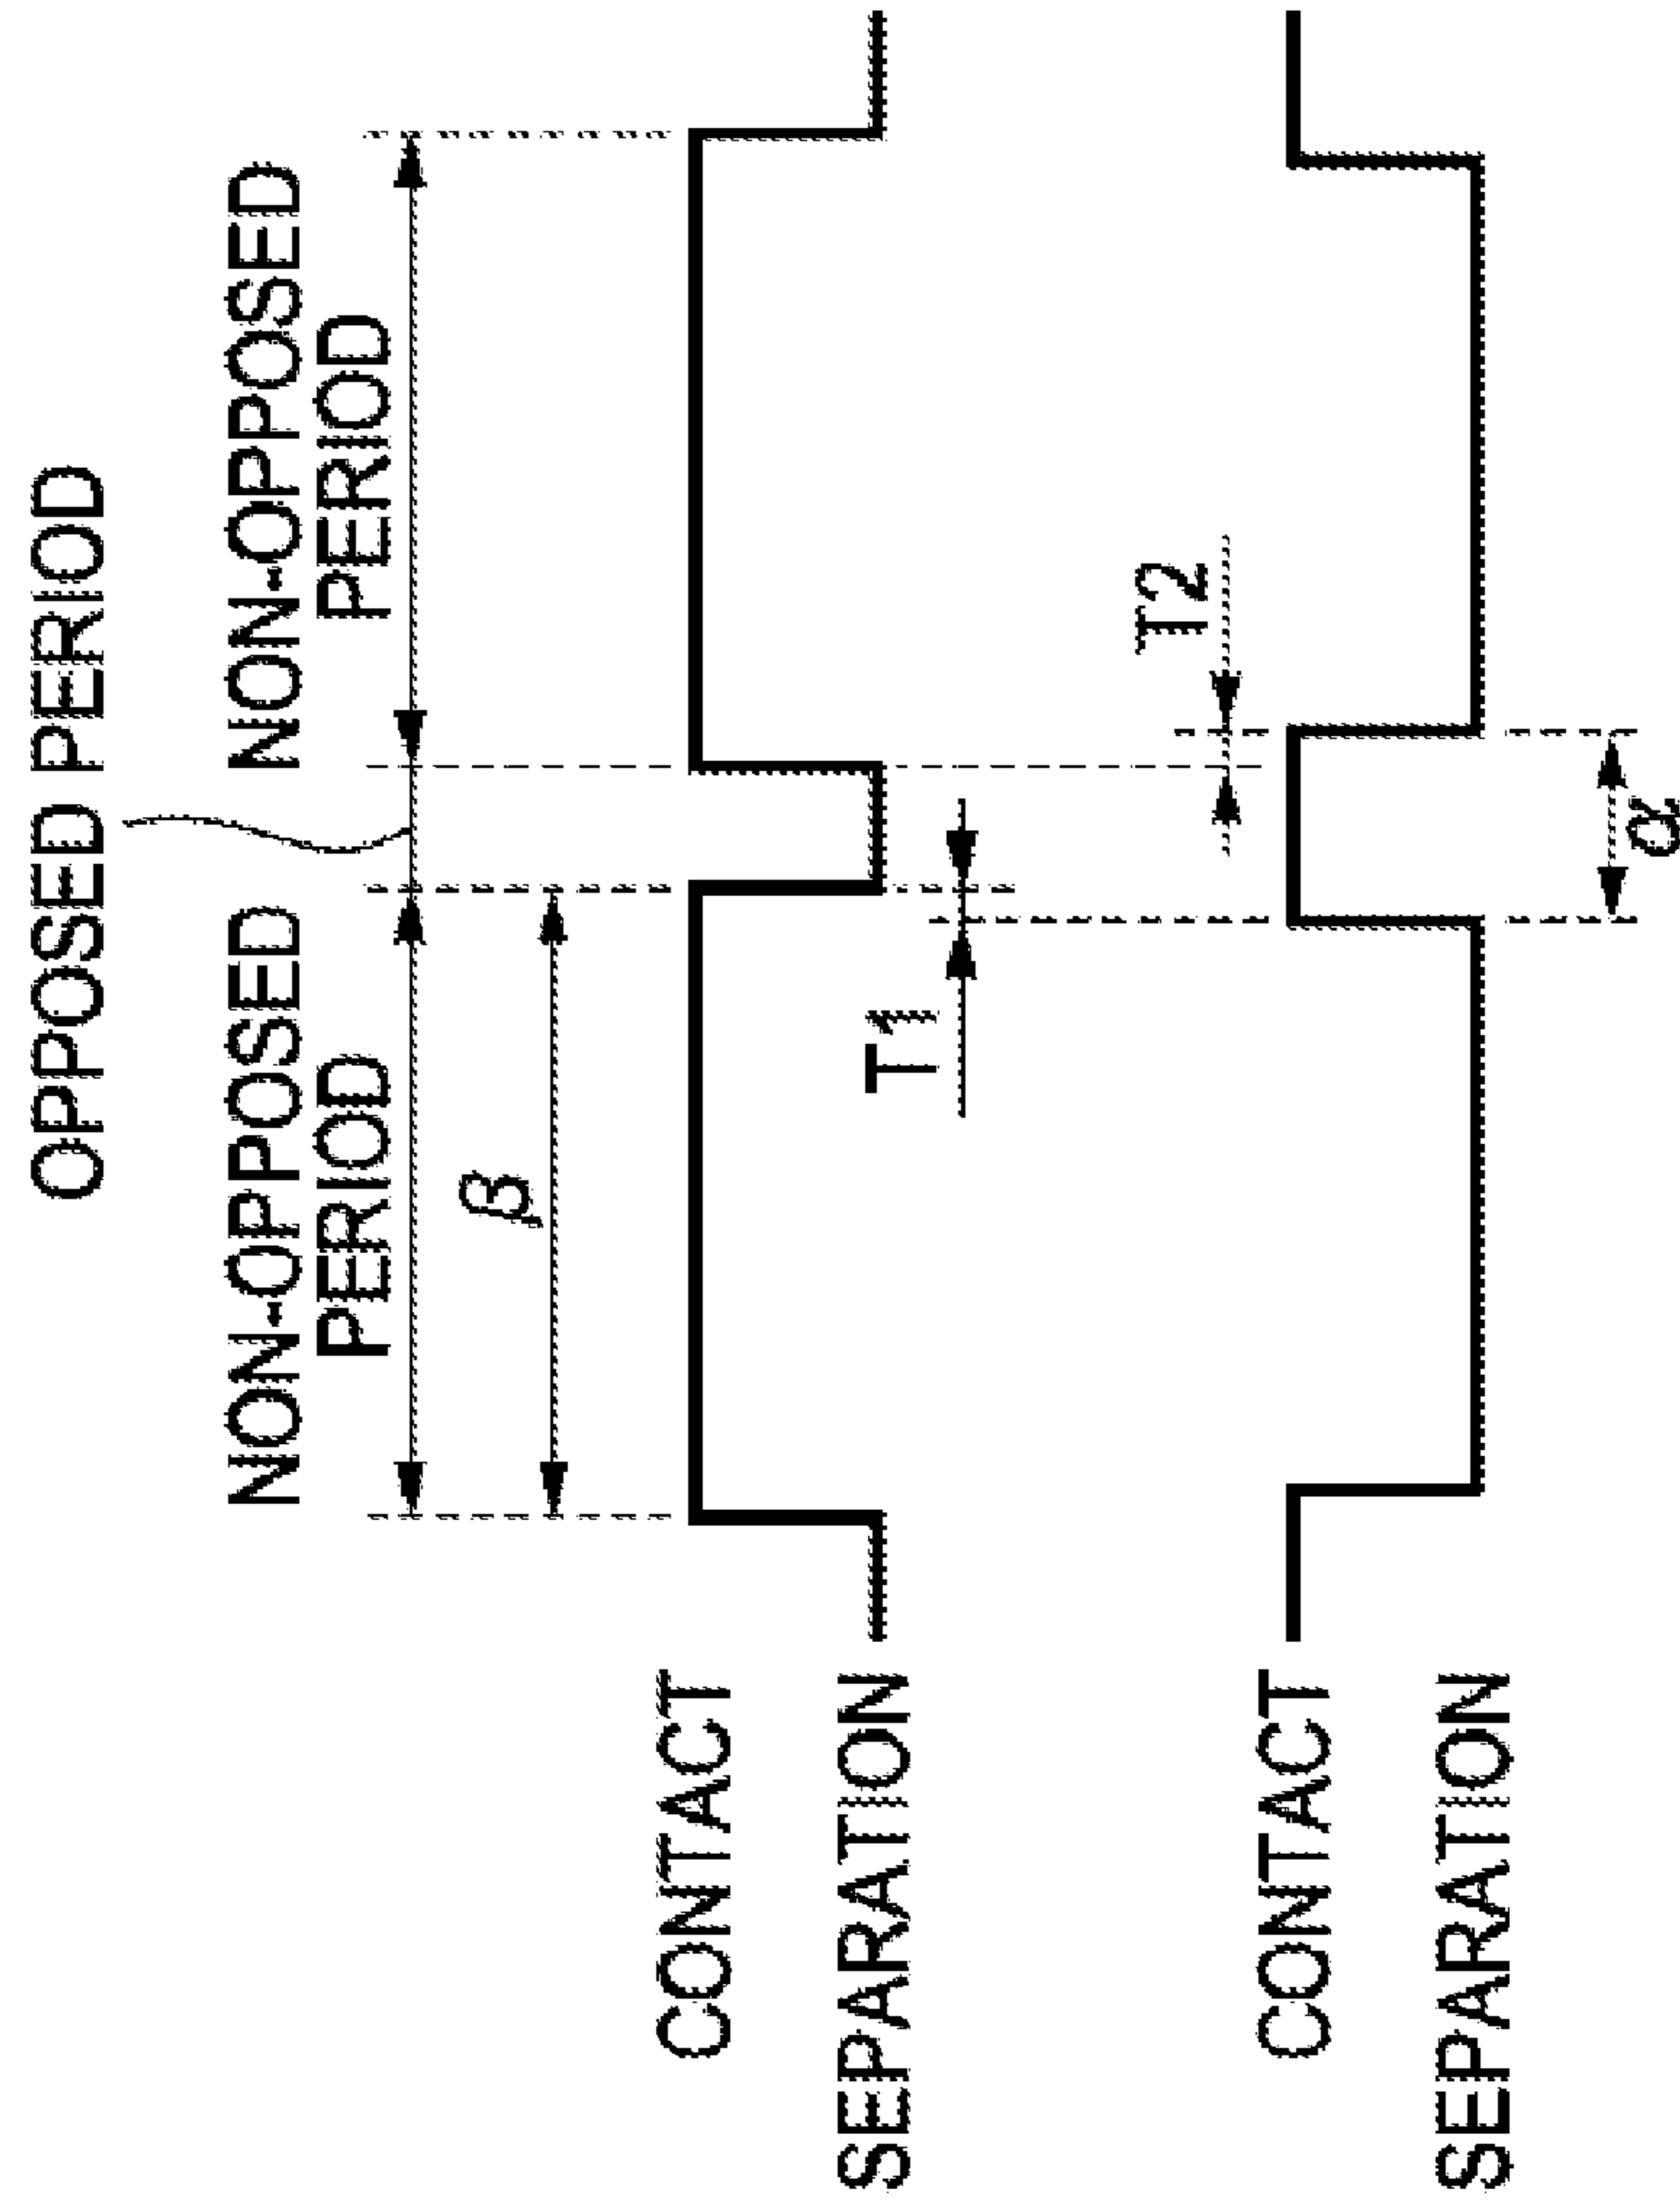 OPPOSED PERIOD
NON-OPPOSED
PERIOD
NON-OPPOSED
PERIOD
β
CONTACT
SEPARATION
T1
T2
CONTACT
SEPARATION
α